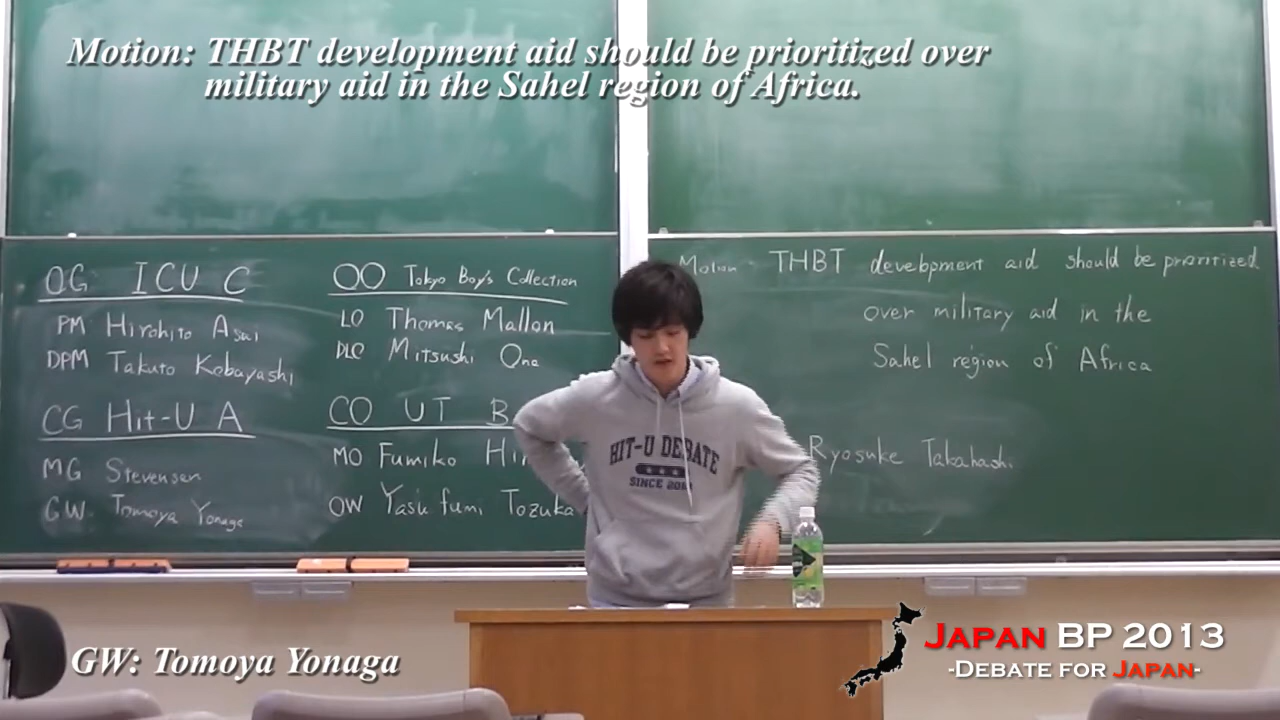 Motion: THBT development aid should be prioritized over
military aid in the Sahel region of Africa.
OG ICU C
PM Hirohito Asai
DPM Takuto Kobayashi
OO Tokyo Boy's Collection
LO Thomas Mallon
DLO Mitsushi Ono
CG Hit-U A
MG Stevensen
GW Tomoya Yonaga
CO UT B
MO Fumiko
OW Yasufumi Tozuka
Motion THBT development aid should be prioritized
over military aid in the
Sahel region of Africa
Ryosuke Takahashi
HIT-U DEBATE
SINCE
GW: Tomoya Yonaga
JAPAN BP 2013
-DEBATE FOR JAPAN-